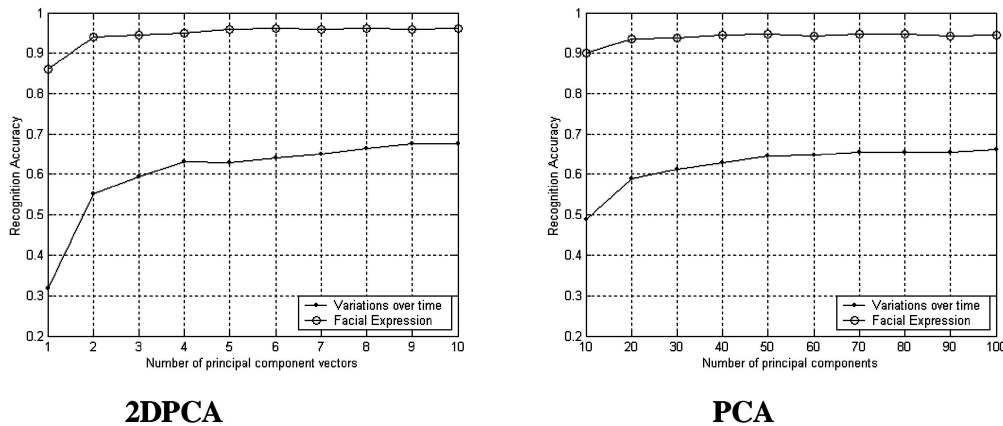 1
0.9
0.8
0.7
0.6
0.5
0.4
0.3
0.2
Recognition Accuracy
Variations over time
Facial Expression
1 2 3 4 5 6 7 8 9 10
Number of principal component vectors
2DPCA
1
0.9
0.8
0.7
0.6
0.5
0.4
0.3
0.2
Recognition Accuracy
Variations over time
Facial Expression
10 20 30 40 50 60 70 80 90 100
Number of principal components
PCA